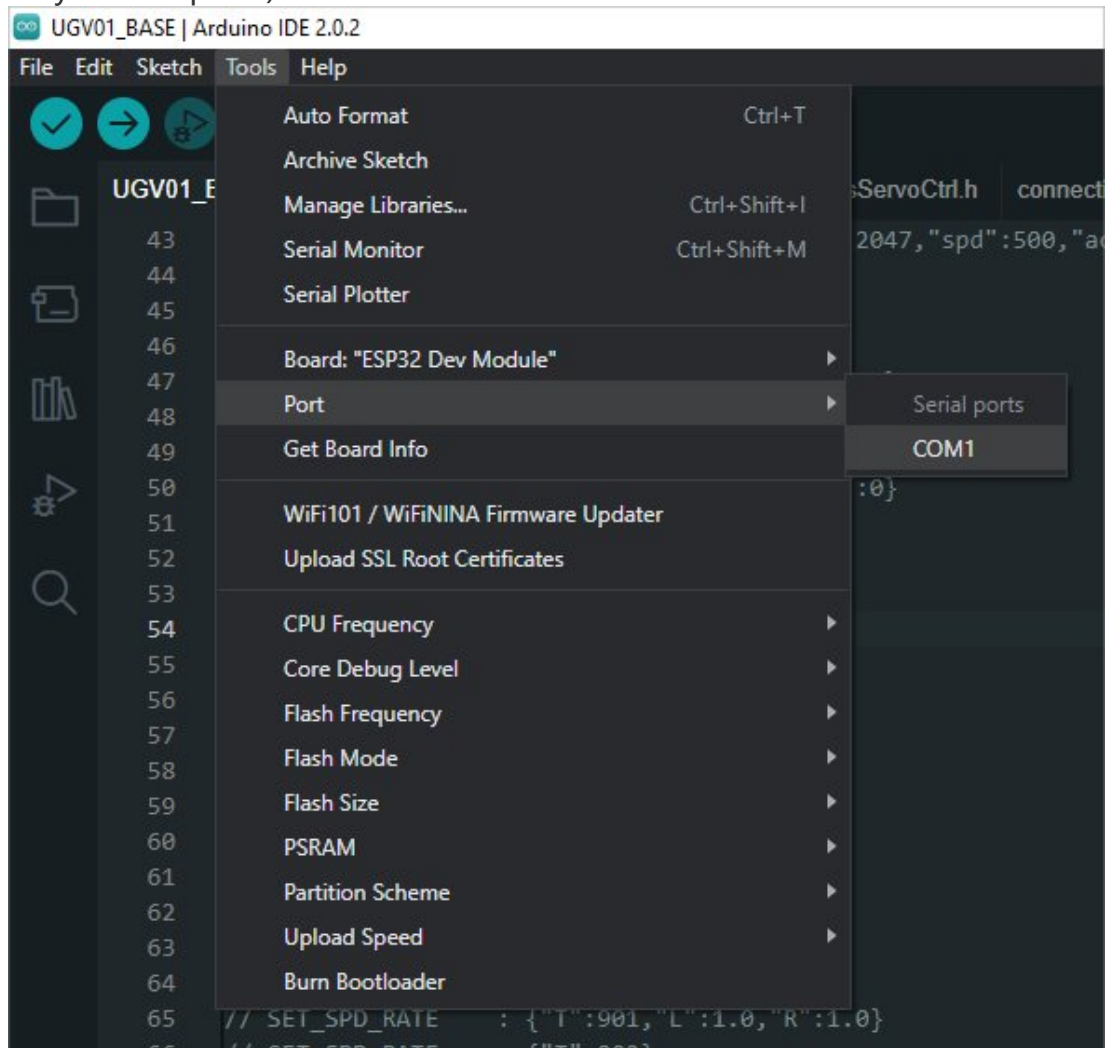 UGV01_BASE | Arduino IDE 2.0.2
File Edit Sketch Tools Help
Auto Format Ctrl+T
Archive Sketch
UGV01_B
Manage Libraries... Ctrl+Shift+I
ServoCtrl.h connecti
43 Serial Monitor Ctrl+Shift+M 2047,"spd":500,"a
44 Serial Plotter
45
46 Board: "ESP32 Dev Module"
47 Port Serial ports
48
49 Get Board Info COM1
50 :0}
51 WiFi101 / WiFiNINA Firmware Updater
52 Upload SSL Root Certificates
53
54 CPU Frequency
55 Core Debug Level
56 Flash Frequency
57
58 Flash Mode
59 Flash Size
60 PSRAM
61 Partition Scheme
62
63 Upload Speed
64 Burn Bootloader
65 // SET_SPD_RATE : {"T":901,"L":1.0,"R":1.0}